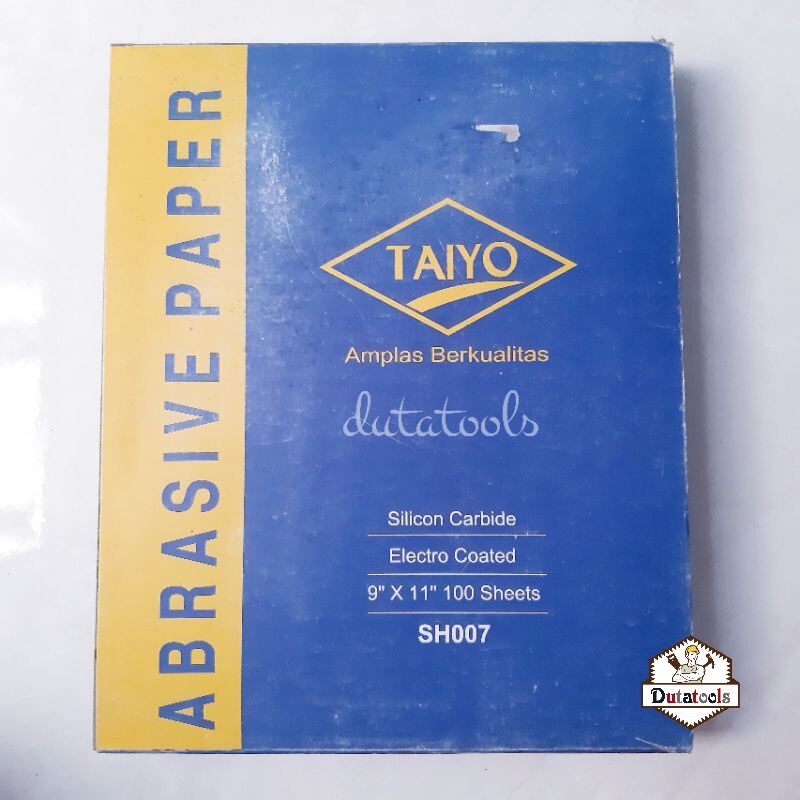 ABRASIVE PAPER
TAIYO
Amplas Berkualitas
dutatools
Silicon Carbide
Electro Coated
9" X 11" 100 Sheets
SH007
Dutatools